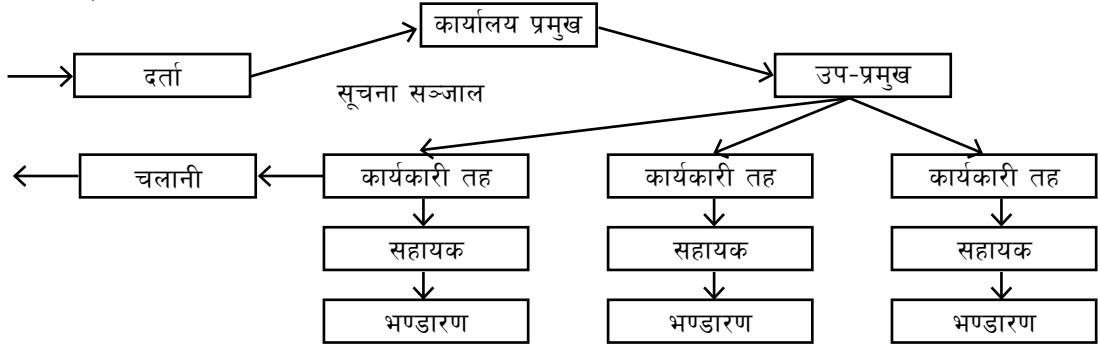 कार्यालय प्रमुख
दर्ता
उप-प्रमुख
सूचना सञ्जाल
चलानी
कार्यकारी तह
कार्यकारी तह
कार्यकारी तह
सहायक
सहायक
सहायक
भण्डारण
भण्डारण
भण्डारण